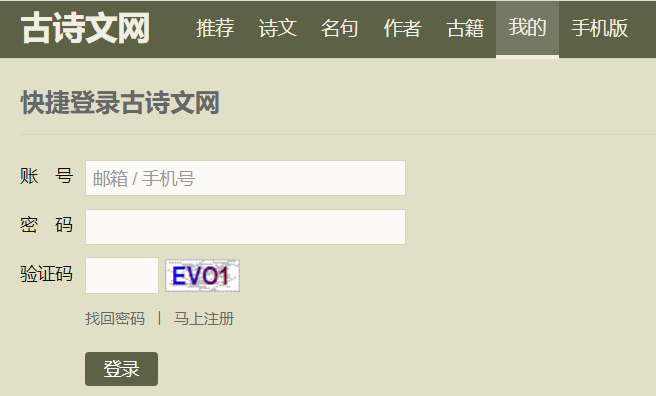 古诗文网 推荐 诗文 名句 作者 古籍 我的 手机版
快捷登录古诗文网
账 号 邮箱 / 手机号
密 码
验证码 EVO1
找回密码 | 马上注册
登录